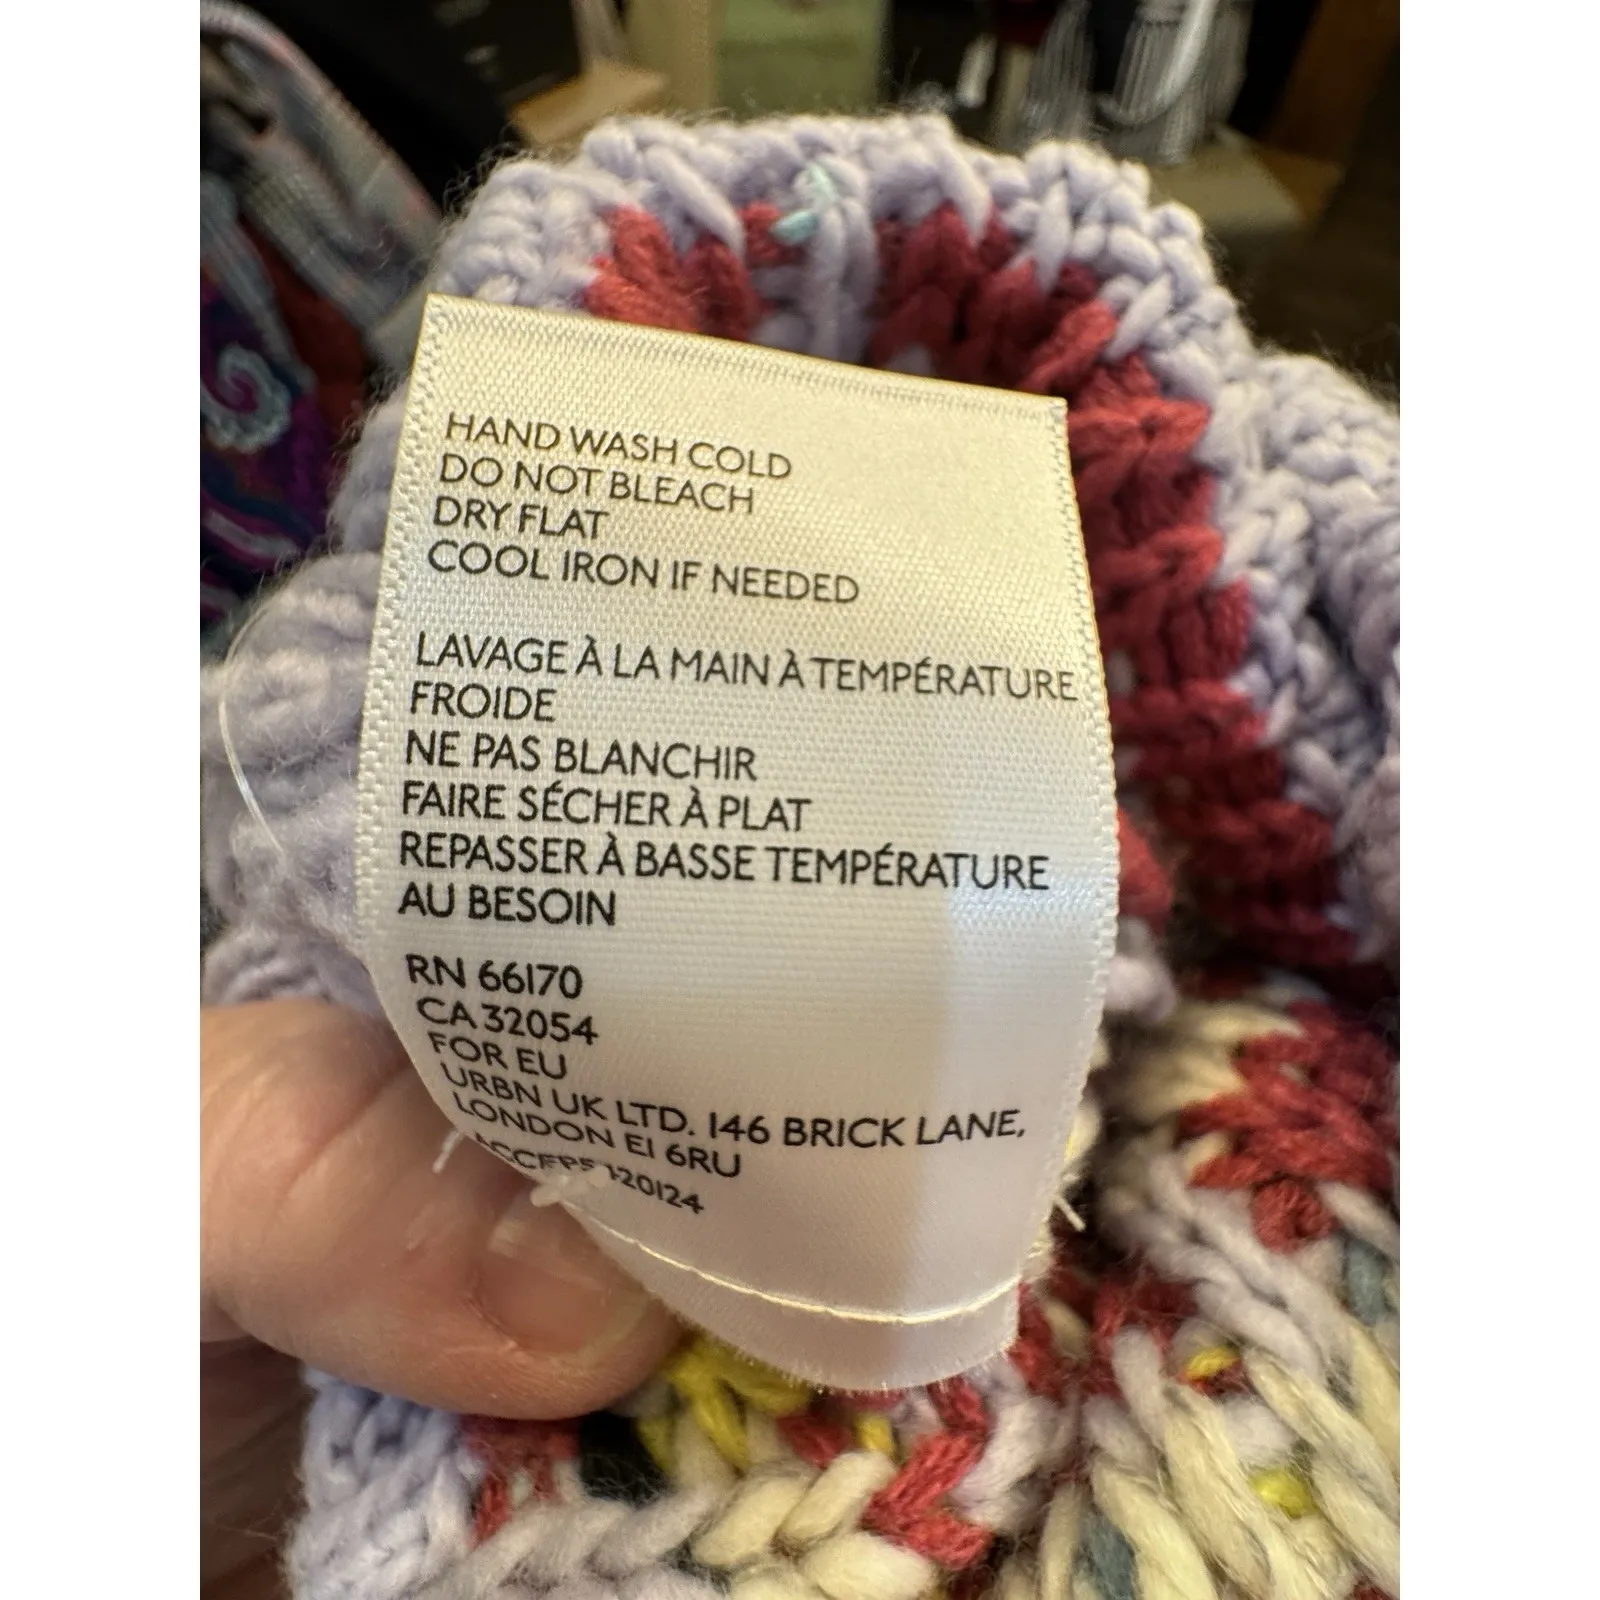 HAND WASH COLD
DO NOT BLEACH
DRY FLAT
COOL IRON IF NEEDED
LAVAGE À LA MAIN À TEMPÉRATURE
FROIDE
NE PAS BLANCHIR
FAIRE SÉCHER À PLAT
REPASSER À BASSE TEMPÉRATURE
AU BESOIN
RN 66170
CA 32054
FOR EU
URBN UK LTD. 146 BRICK LANE,
LONDON E1 6RU